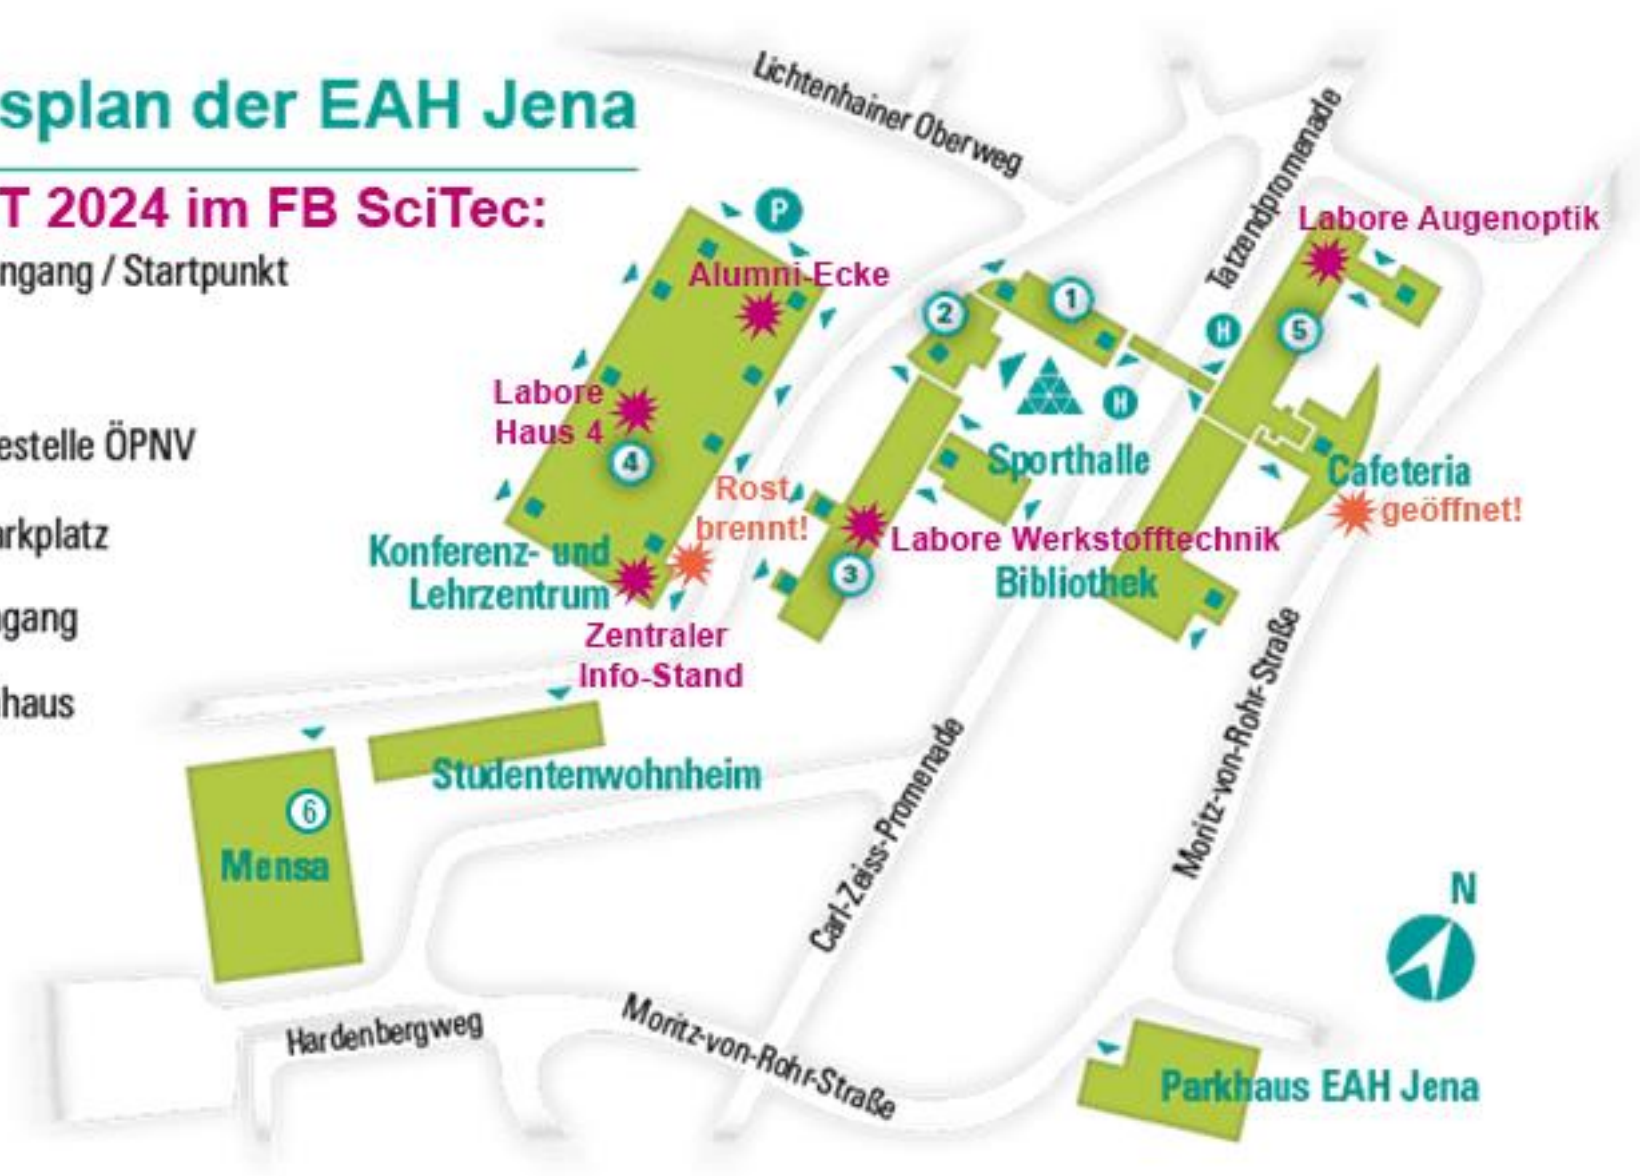 splan der EAH Jena
T 2024 im FB SciTec:
ngang / Startpunkt
estelle ÖPNV
arkplatz
gang
haus
Lichtenhainer Oberweg
Tatzendpromenade
Labore Augenoptik
P
Alumni-Ecke
1
2
H
5
Labore
Haus 4
4
H
Sporthalle
Cafeteria
geöffnet!
Rost
brennt!
Labore Werkstofftechnik
Konferenz- und
Lehrzentrum
3
Bibliothek
Zentraler
Info-Stand
Studentenwohnheim
6
Mensa
Carl-Zeiss-Promenade
Moritz-von-Rohr-Straße
N
Hardenbergweg
Moritz-von-Rohr-Straße
Parkhaus EAH Jena